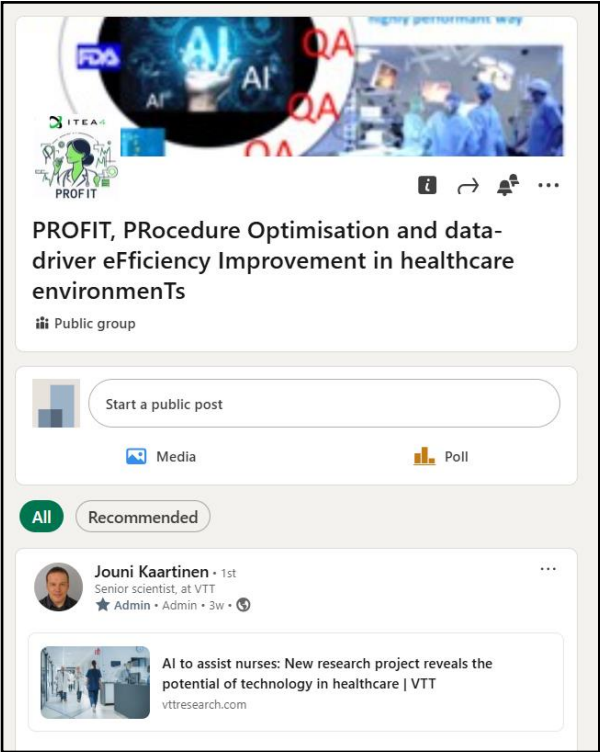 highly performant way
FDA
AI
QA
AI
AI
QA
QA
ITEA4
PROFIT
PROFIT, PRocedure Optimisation and data-
driver eFficiency Improvement in healthcare
environmenTs
Public group
Start a public post
Media
Poll
All
Recommended
Jouni Kaartinen • 1st
Senior scientist, at VTT
Admin • Admin • 3w •
AI to assist nurses: New research project reveals the
potential of technology in healthcare | VTT
vttresearch.com